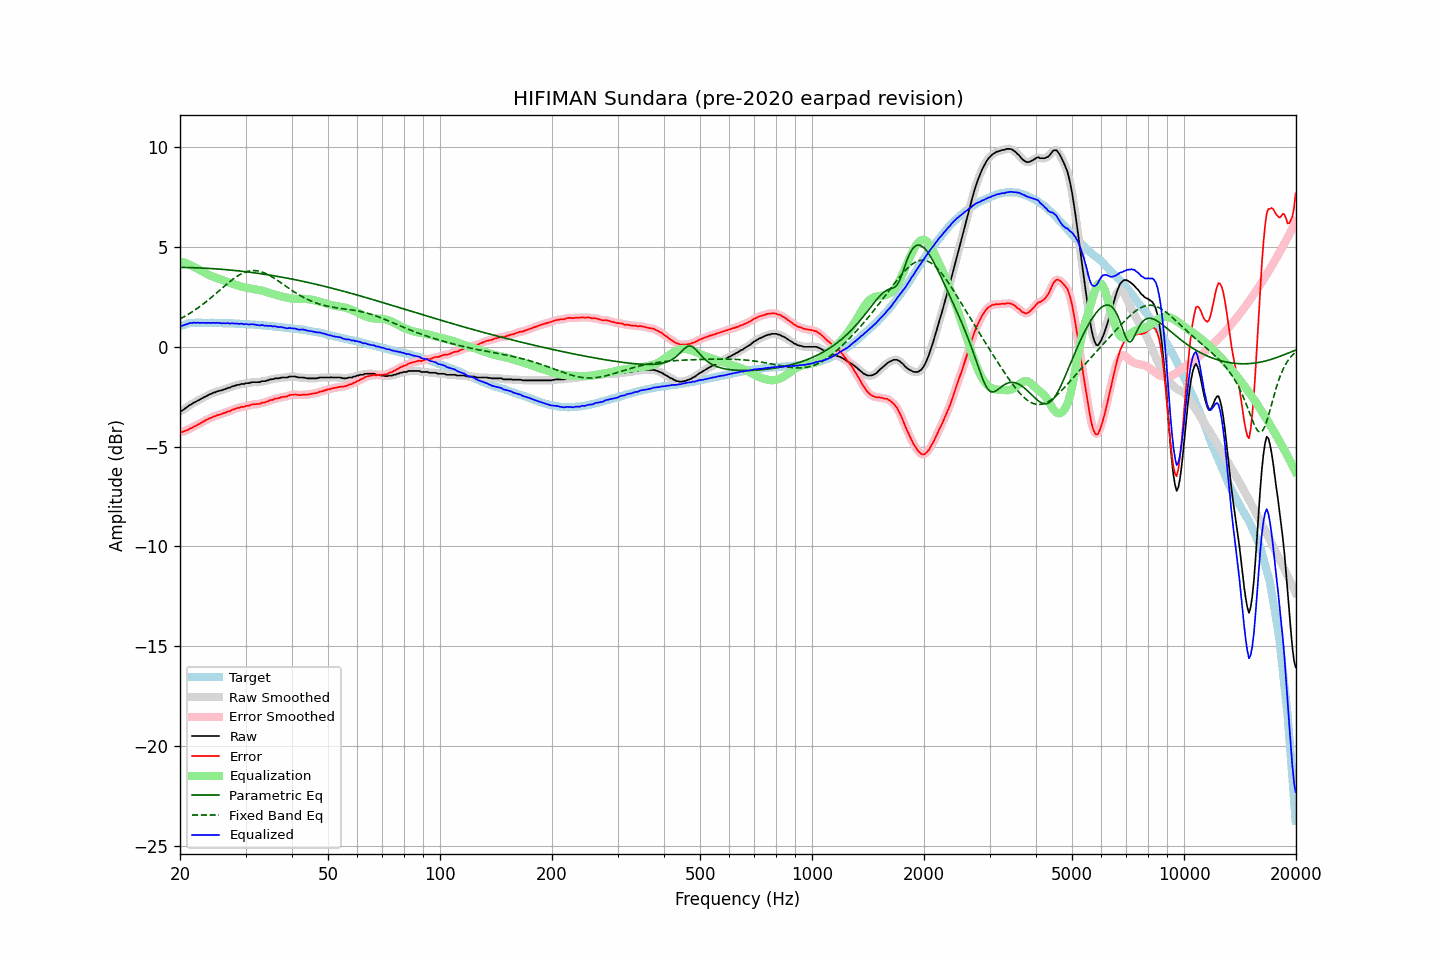 HIFIMAN Sundara (pre-2020 earpad revision)
Amplitude (dBr)
10
5
0
−5
−10
−15
−20
−25
Target
Raw Smoothed
Error Smoothed
Raw
Error
Equalization
Parametric Eq
Fixed Band Eq
Equalized
20 50 100 200 500 1000 2000 5000 10000 20000
Frequency (Hz)